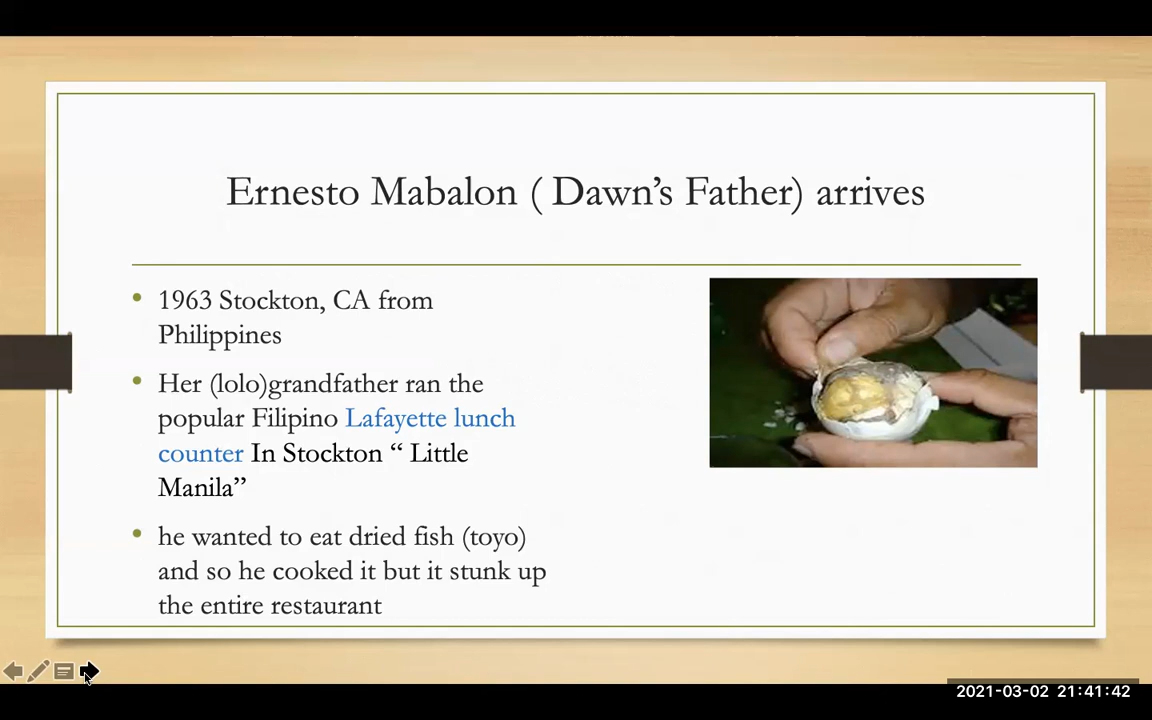 Ernesto Mabalon ( Dawn’s Father) arrives
• 1963 Stockton, CA from
Philippines
• Her (lolo)grandfather ran the
popular Filipino Lafayette lunch
counter In Stockton “ Little
Manila”
• he wanted to eat dried fish (toyo)
and so he cooked it but it stunk up
the entire restaurant
2021-03-02 21:41:42